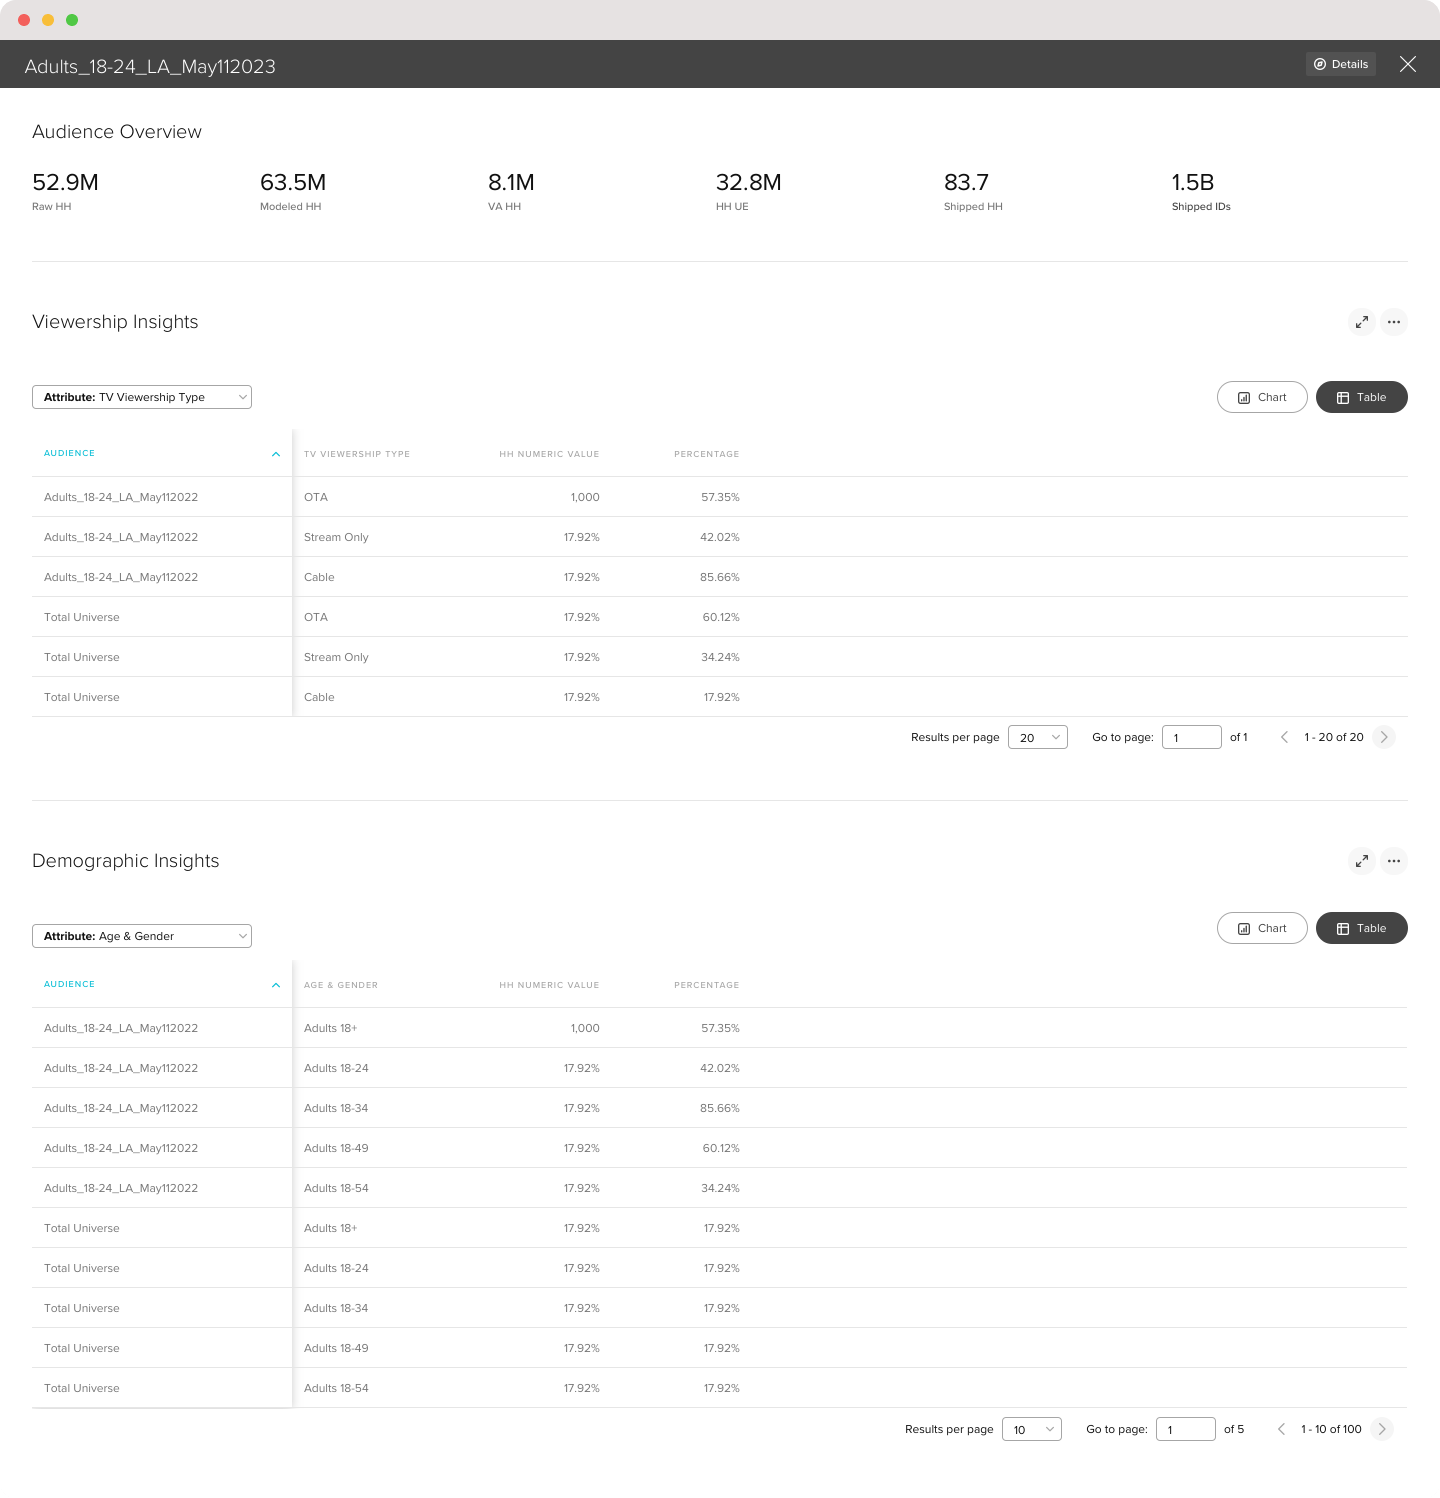 Adults_18-24_LA_May112023
Details
Audience Overview
52.9M 63.5M 8.1M 32.8M 83.7 1.5B
Raw HH Modeled HH VA HH HH UE Shipped HH Shipped IDs
Viewership Insights
Attribute: TV Viewership Type
Chart Table
AUDIENCE TV VIEWERSHIP TYPE HH NUMERIC VALUE PERCENTAGE
Adults_18-24_LA_May112022 OTA 1,000 57.35%
Adults_18-24_LA_May112022 Stream Only 17.92% 42.02%
Adults_18-24_LA_May112022 Cable 17.92% 85.66%
Total Universe OTA 17.92% 60.12%
Total Universe Stream Only 17.92% 34.24%
Total Universe Cable 17.92% 17.92%
Results per page 20 Go to page: 1 of 1 1 - 20 of 20
Demographic Insights
Attribute: Age & Gender
Chart Table
AUDIENCE AGE & GENDER HH NUMERIC VALUE PERCENTAGE
Adults_18-24_LA_May112022 Adults 18+ 1,000 57.35%
Adults_18-24_LA_May112022 Adults 18-24 17.92% 42.02%
Adults_18-24_LA_May112022 Adults 18-34 17.92% 85.66%
Adults_18-24_LA_May112022 Adults 18-49 17.92% 60.12%
Adults_18-24_LA_May112022 Adults 18-54 17.92% 34.24%
Total Universe Adults 18+ 17.92% 17.92%
Total Universe Adults 18-24 17.92% 17.92%
Total Universe Adults 18-34 17.92% 17.92%
Total Universe Adults 18-49 17.92% 17.92%
Total Universe Adults 18-54 17.92% 17.92%
Results per page 10 Go to page: 1 of 5 1 - 10 of 100